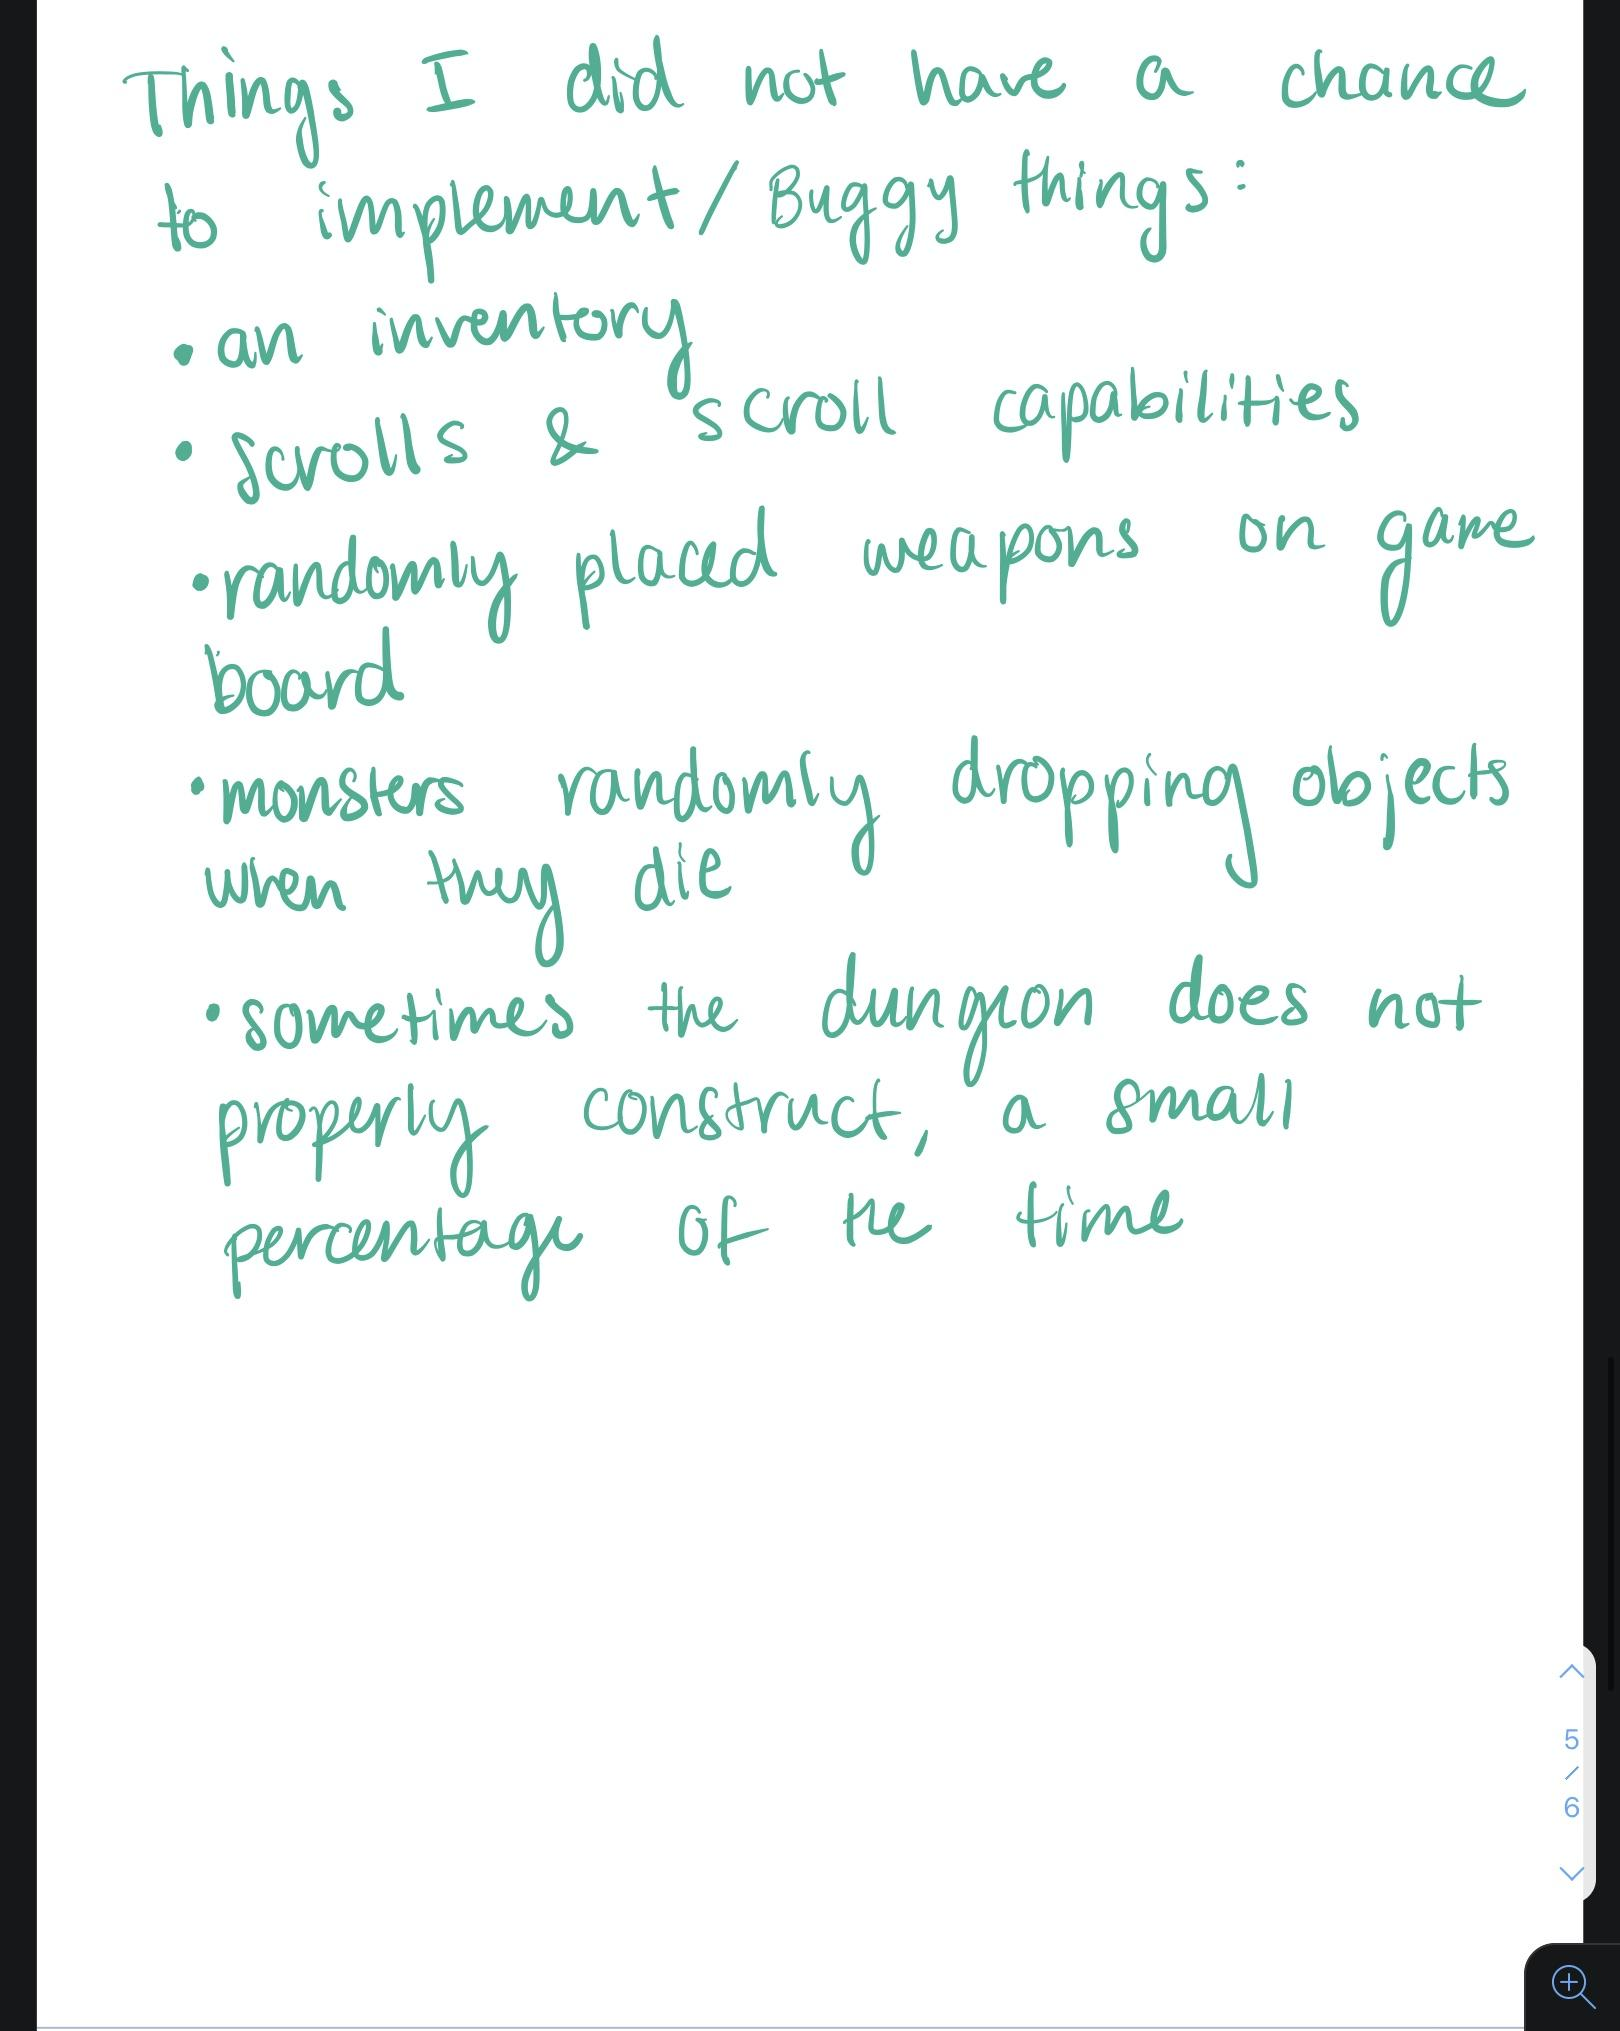 Things I did not have a chance
to implement/Buggy things:
• an inventory
• scrolls & scroll capabilities
• randomly placed weapons on game
board
• monsters randomly dropping objects
when they die
• sometimes the dungeon does not
properly construct, a small
percentage of the time
5
/
6